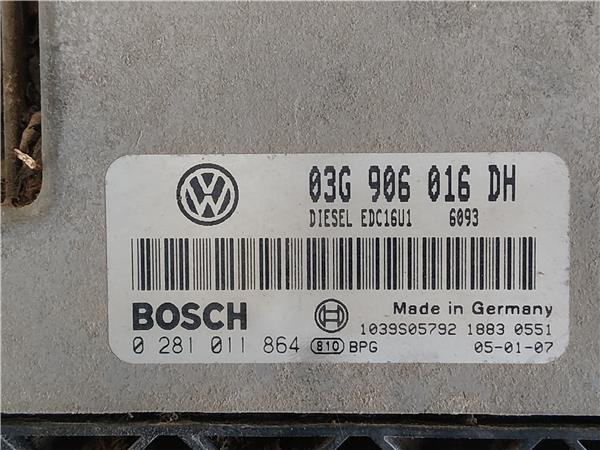 03G 906 016 DH
DIESEL EDC16U1 6093
BOSCH
Made in Germany
1039S05792 1883 0551
0 281 011 864 810 BPG 05-01-07